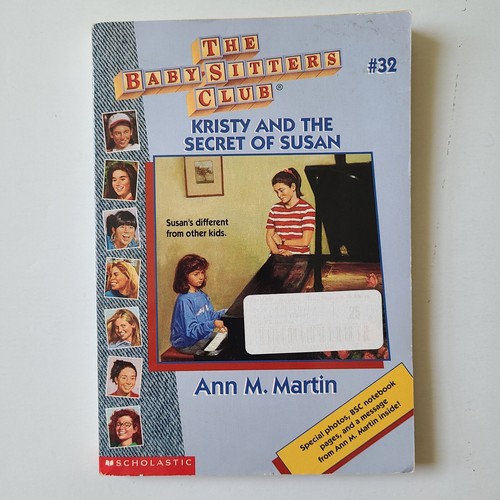 THE
BABY-SITTERS
CLUB®
#32
KRISTY AND THE
SECRET OF SUSAN
Susan's different
from other kids.
Ann M. Martin
Special photos, BSC notebook
pages, and a message
from Ann M. Martin inside!
SCHOLASTIC